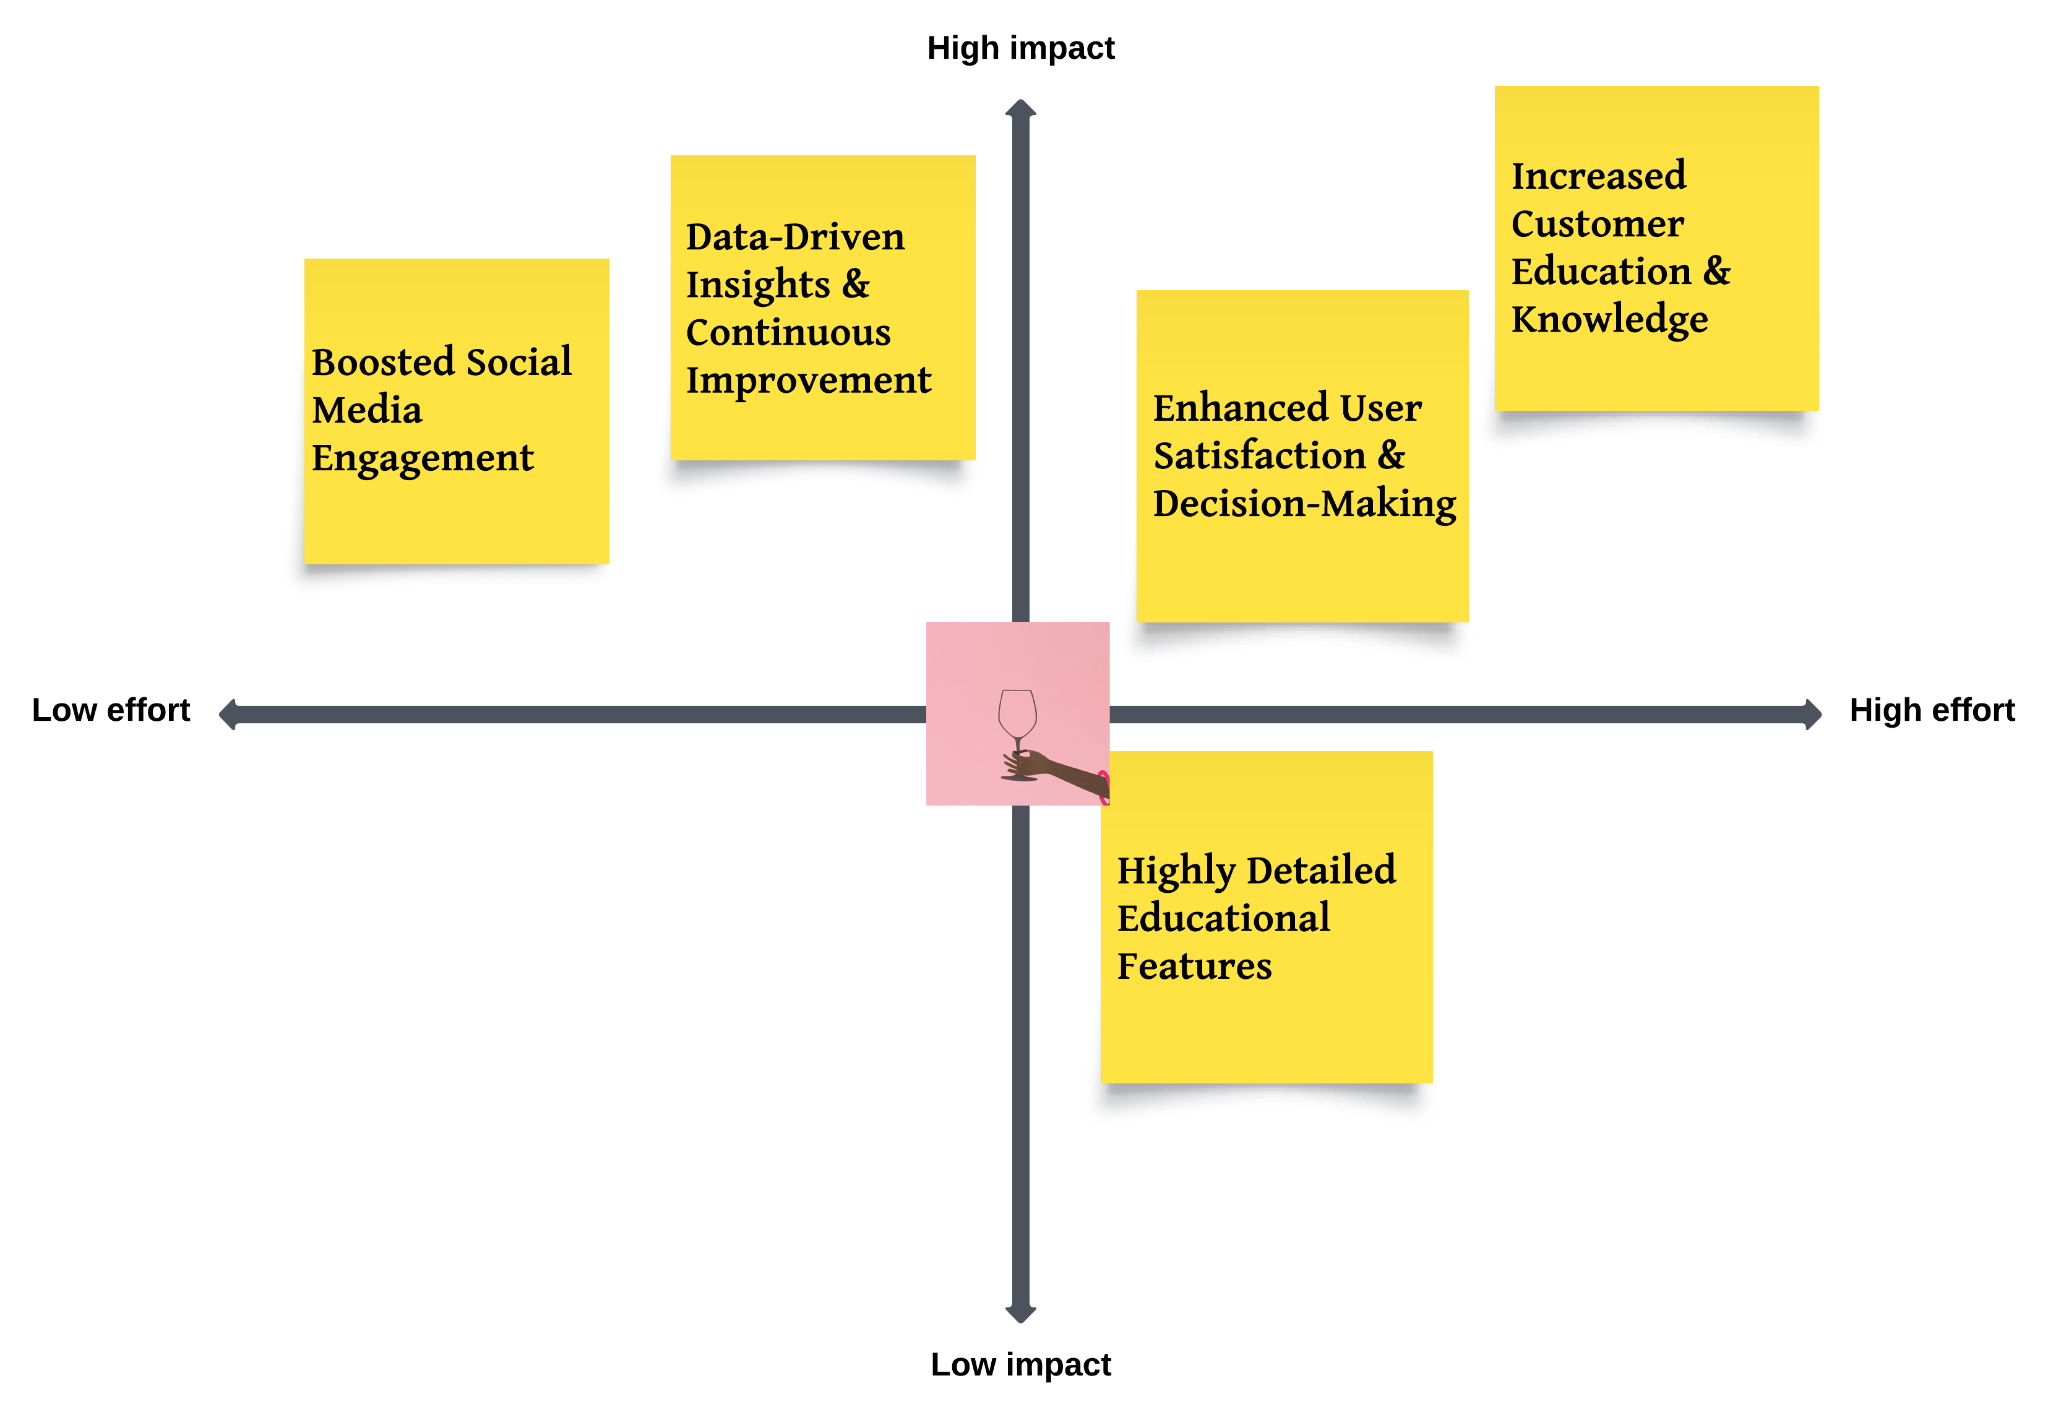 High impact
Increased
Customer
Education &
Knowledge
Data-Driven
Insights &
Continuous
Improvement
Boosted Social
Media
Engagement
Enhanced User
Satisfaction &
Decision-Making
Low effort
High effort
Highly Detailed
Educational
Features
Low impact